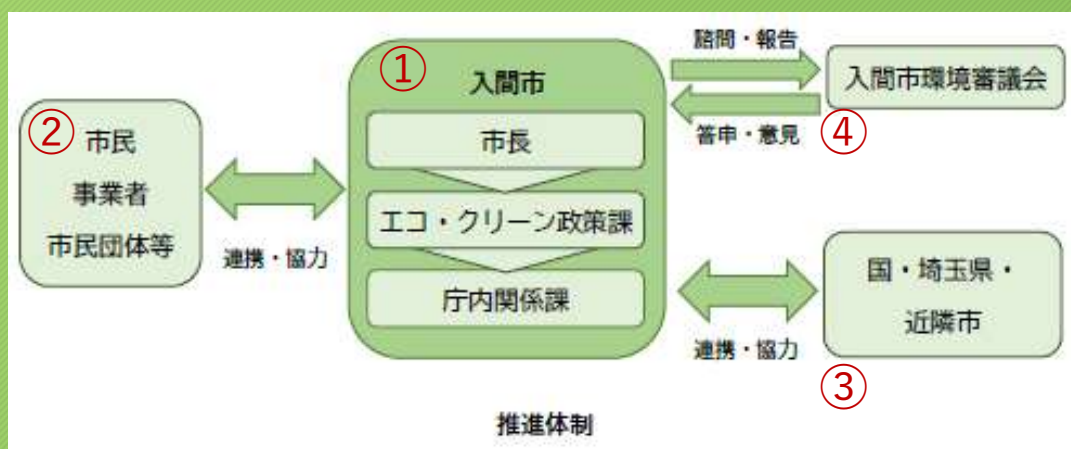 ①
入間市
市長
エコ・クリーン政策課
庁内関係課
②
市民
事業者
市民団体等
連携・協力
諮問・報告
答申・意見
入間市環境審議会
④
国・埼玉県・
近隣市
連携・協力
③
推進体制